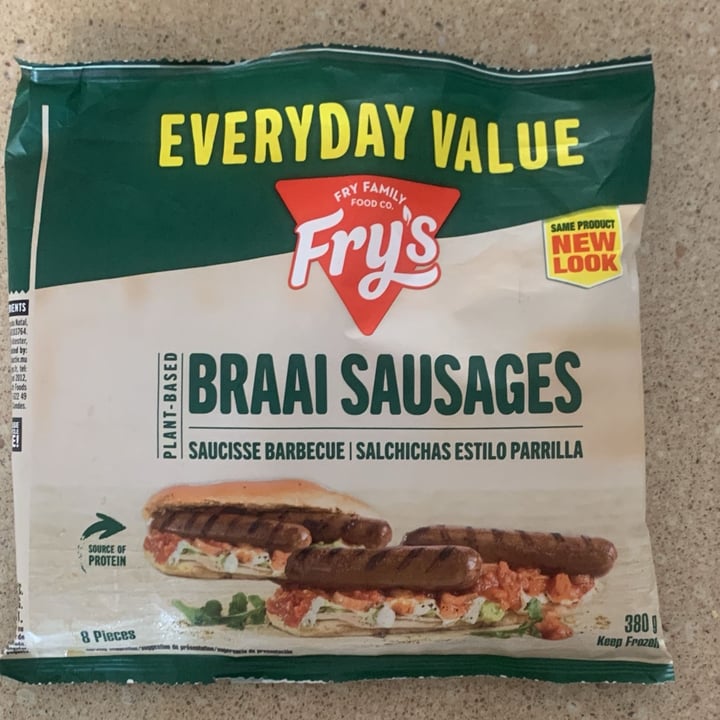 EVERYDAY VALUE
FRY FAMILY
FOOD CO.
Fry's
SAME PRODUCT
NEW
LOOK
PLANT-BASED
BRAAI SAUSAGES
SAUCISSE BARBECUE | SALCHICHAS ESTILO PARRILLA
SOURCE OF
PROTEIN
8 Pieces
380 g
Keep Frozen